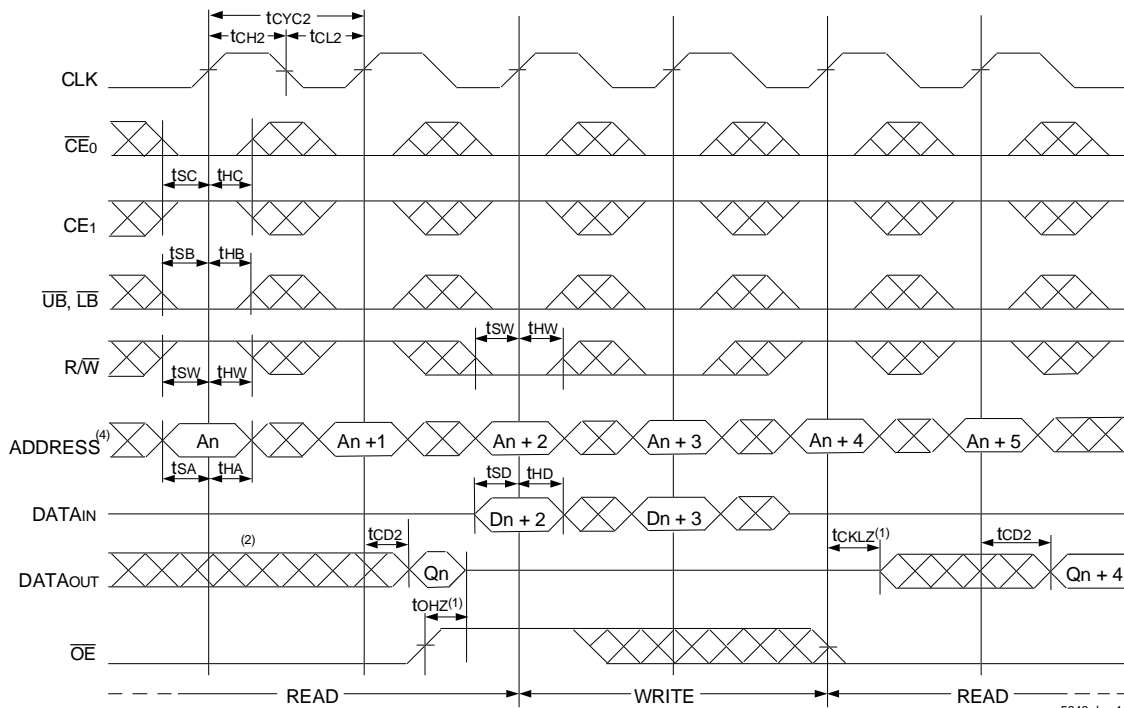 tCYC2
tCH2 tCL2
CLK
CE0
tSC tHC
CE1
tSB tHB
UB, LB
tSW tHW
R/W
tSW tHW
ADDRESS(4) An An +1 An + 2 An + 3 An + 4 An + 5
tSA tHA tSD tHD
DATAIN Dn + 2 Dn + 3
(2) tCD2 tCKLZ(1) tCD2
DATAOUT Qn Qn + 4
tOHZ(1)
OE
READ WRITE READ